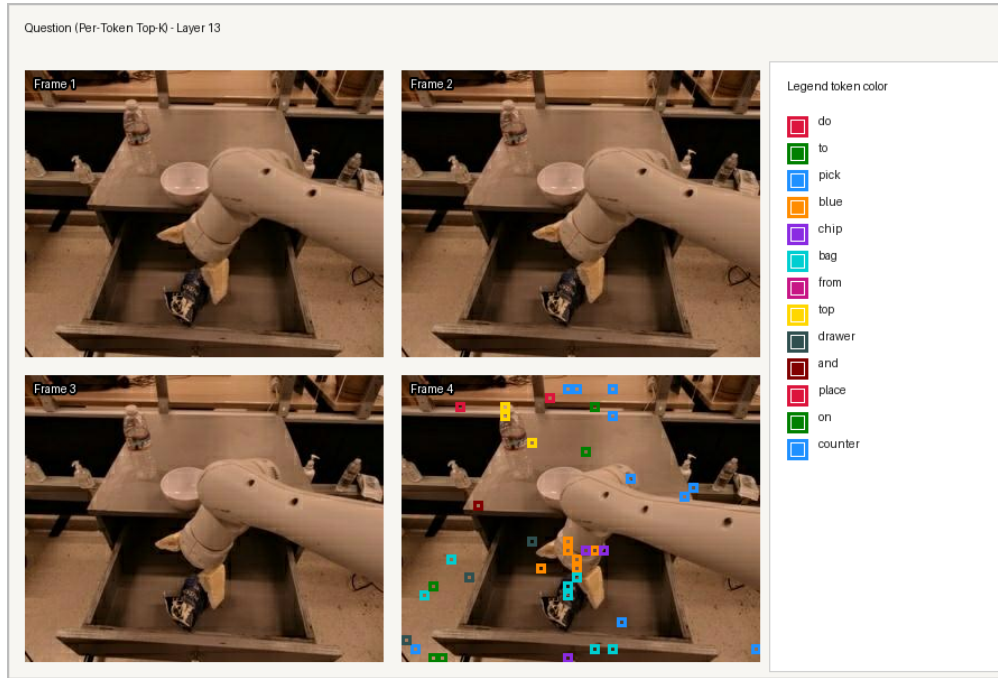 Question (Per-Token Top-K) - Layer 13
Frame 1
Frame 2
Legend token color
do
to
pick
blue
chip
bag
from
top
drawer
and
place
on
counter
Frame 3
Frame 4